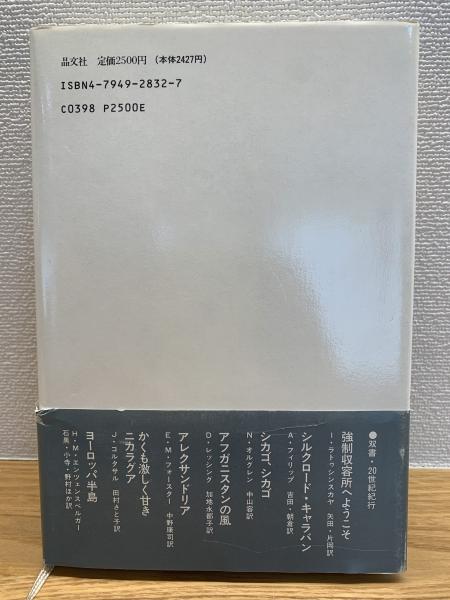 晶文社 定価2500円 (本体2427円)
ISBN4-7949-2832-7
C0398 P2500E
●双書・20世紀紀行
強制収容所へようこそ
I・ラトゥシンスカヤ 矢田・片岡訳
シルクロード・キャラバン
A・フィリップ 吉田・朝倉訳
シカゴ、シカゴ
N・オルグレン 中山容訳
アフガニスタンの風
D・レッシング 加地永都子訳
アレクサンドリア
E・M・フォースター 中野康司訳
かくも激しく甘き
ニカラグア
J・コルタサル 田村さと子訳
ヨーロッパ半島
H・M・エンツェンスベルガー
石黒・小寺・野村ほか訳